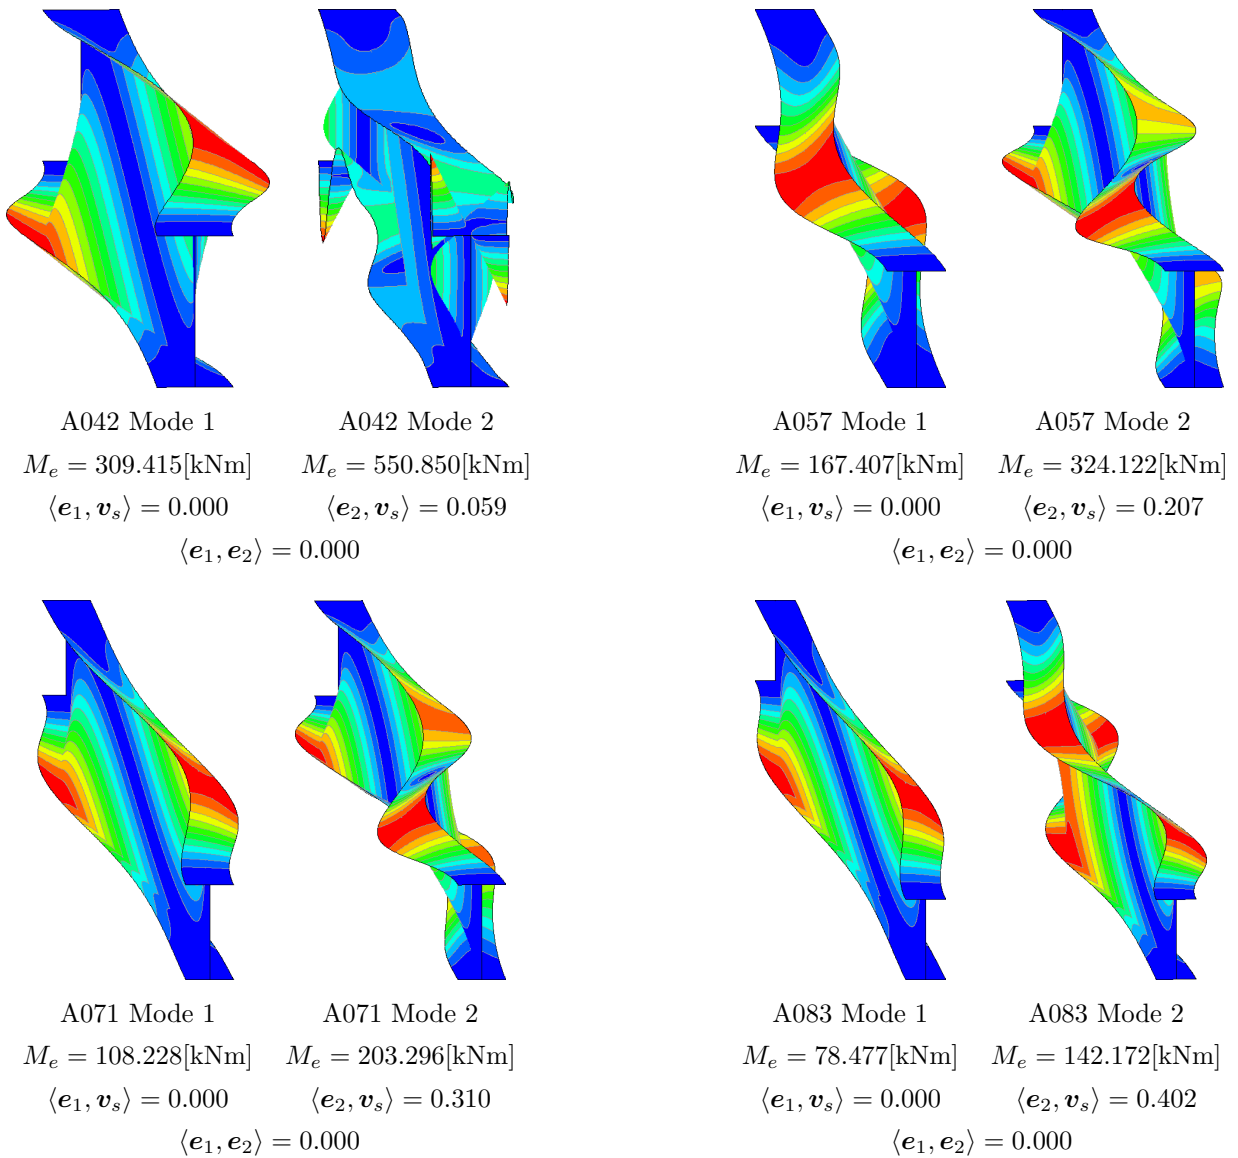 A042 Mode 1 A042 Mode 2 A057 Mode 1 A057 Mode 2
M_e = 309.415[kNm] M_e = 550.850[kNm] M_e = 167.407[kNm] M_e = 324.122[kNm]
⟨e_1, v_s⟩ = 0.000 ⟨e_2, v_s⟩ = 0.059 ⟨e_1, v_s⟩ = 0.000 ⟨e_2, v_s⟩ = 0.207
⟨e_1, e_2⟩ = 0.000 ⟨e_1, e_2⟩ = 0.000
A071 Mode 1 A071 Mode 2 A083 Mode 1 A083 Mode 2
M_e = 108.228[kNm] M_e = 203.296[kNm] M_e = 78.477[kNm] M_e = 142.172[kNm]
⟨e_1, v_s⟩ = 0.000 ⟨e_2, v_s⟩ = 0.310 ⟨e_1, v_s⟩ = 0.000 ⟨e_2, v_s⟩ = 0.402
⟨e_1, e_2⟩ = 0.000 ⟨e_1, e_2⟩ = 0.000